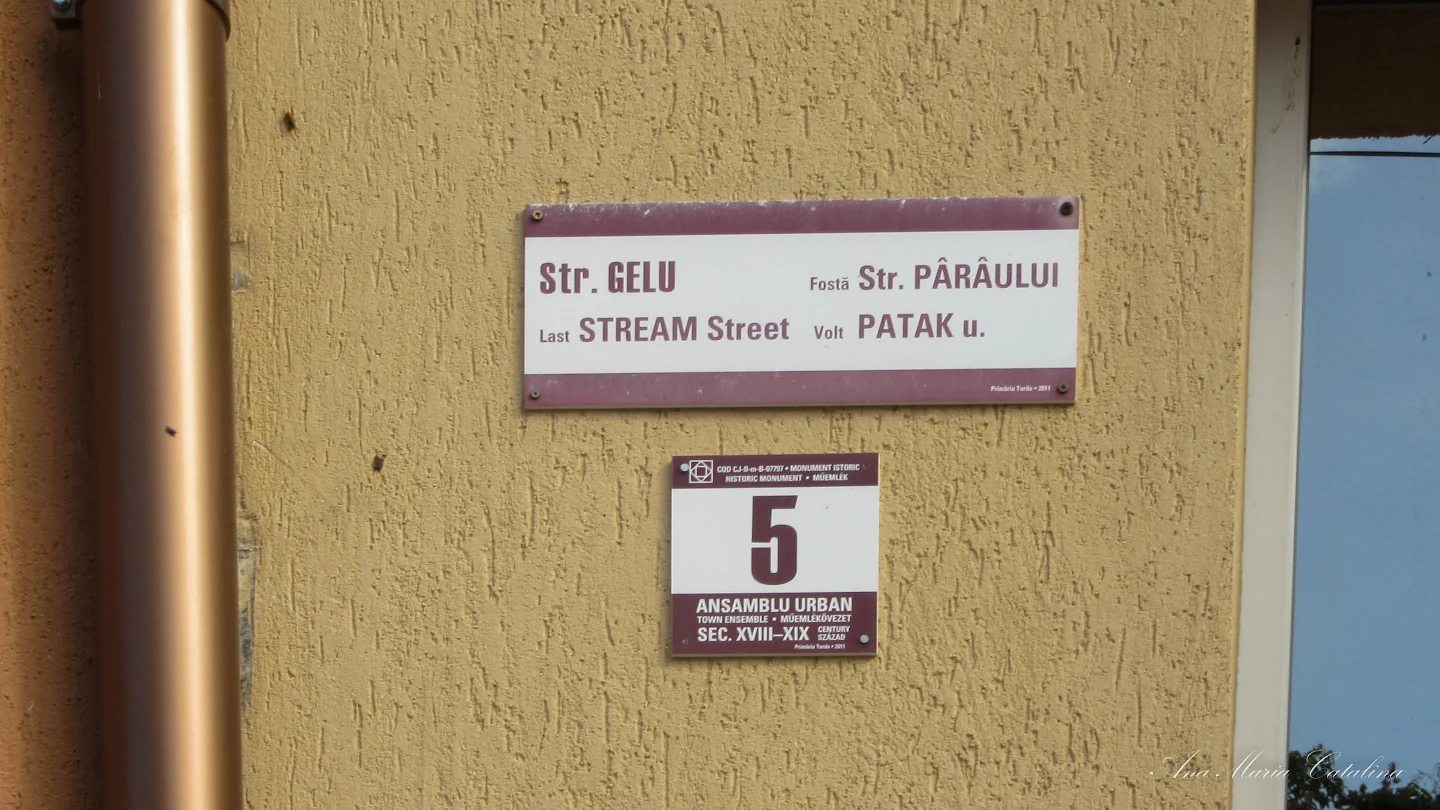 Str. GELU
Fostă Str. PÂRÂULUI
Last STREAM Street
Volt PATAK u.
Primăria Turda • 2011
COD CJ-II-m-B-07797 • MONUMENT ISTORIC
HISTORIC MONUMENT • MŰEMLÉK
5
ANSAMBLU URBAN
TOWN ENSEMBLE • MŰEMLÉKÖVEZET
SEC. XVIII–XIX CENTURY
SZÁZAD
Primăria Turda • 2011
Ana Maria Catalina